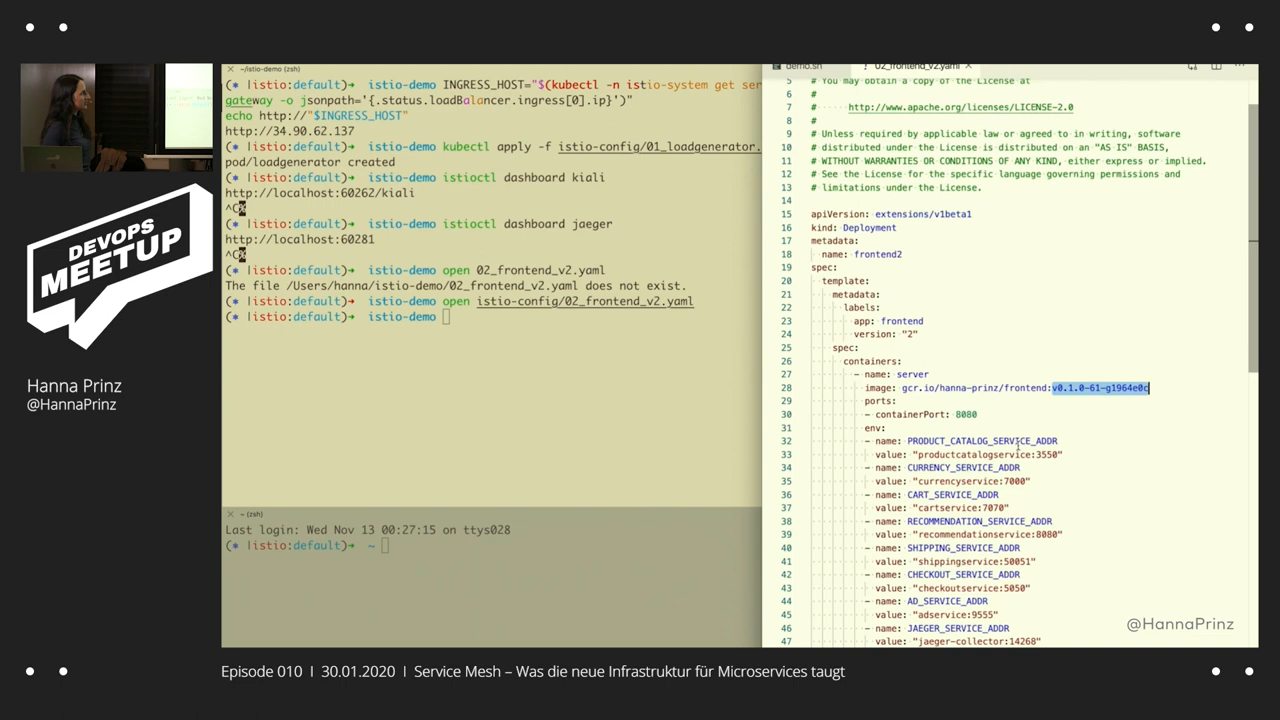 DEVOPS
MEETUP
Hanna Prinz
@HannaPrinz
~/istio-demo (zsh)
(* |istio:default)➜ istio-demo INGRESS_HOST="$(kubectl -n istio-system get ser
gateway -o jsonpath='{.status.loadBalancer.ingress[0].ip}')"
echo http://"$INGRESS_HOST"
http://34.90.62.137
(* |istio:default)➜ istio-demo kubectl apply -f istio-config/01_loadgenerator.
pod/loadgenerator created
(* |istio:default)➜ istio-demo istioctl dashboard kiali
http://localhost:60262/kiali
^C%
(* |istio:default)➜ istio-demo istioctl dashboard jaeger
http://localhost:60281
^C%
(* |istio:default)➜ istio-demo open 02_frontend_v2.yaml
The file /Users/hanna/istio-demo/02_frontend_v2.yaml does not exist.
(* |istio:default)➜ istio-demo open istio-config/02_frontend_v2.yaml
(* |istio:default)➜ istio-demo
~ (zsh)
Last login: Wed Nov 13 00:27:15 on ttys028
(* |istio:default)➜ ~
demo.sh
02_frontend_v2.yaml
5 # You may obtain a copy of the License at
6 #
7 # http://www.apache.org/licenses/LICENSE-2.0
8 #
9 # Unless required by applicable law or agreed to in writing, software
10 # distributed under the License is distributed on an "AS IS" BASIS,
11 # WITHOUT WARRANTIES OR CONDITIONS OF ANY KIND, either express or implied.
12 # See the License for the specific language governing permissions and
13 # limitations under the License.
14
15 apiVersion: extensions/v1beta1
16 kind: Deployment
17 metadata:
18 name: frontend2
19 spec:
20 template:
21 metadata:
22 labels:
23 app: frontend
24 version: "2"
25 spec:
26 containers:
27 - name: server
28 image: gcr.io/hanna-prinz/frontend:v0.1.0-61-g1964e0c
29 ports:
30 - containerPort: 8080
31 env:
32 - name: PRODUCT_CATALOG_SERVICE_ADDR
33 value: "productcatalogservice:3550"
34 - name: CURRENCY_SERVICE_ADDR
35 value: "currencyservice:7000"
36 - name: CART_SERVICE_ADDR
37 value: "cartservice:7070"
38 - name: RECOMMENDATION_SERVICE_ADDR
39 value: "recommendationservice:8080"
40 - name: SHIPPING_SERVICE_ADDR
41 value: "shippingservice:50051"
42 - name: CHECKOUT_SERVICE_ADDR
43 value: "checkoutservice:5050"
44 - name: AD_SERVICE_ADDR
45 value: "adservice:9555"
46 - name: JAEGER_SERVICE_ADDR
47 value: "jaeger-collector:14268"
@HannaPrinz
Episode 010 | 30.01.2020 | Service Mesh – Was die neue Infrastruktur für Microservices taugt